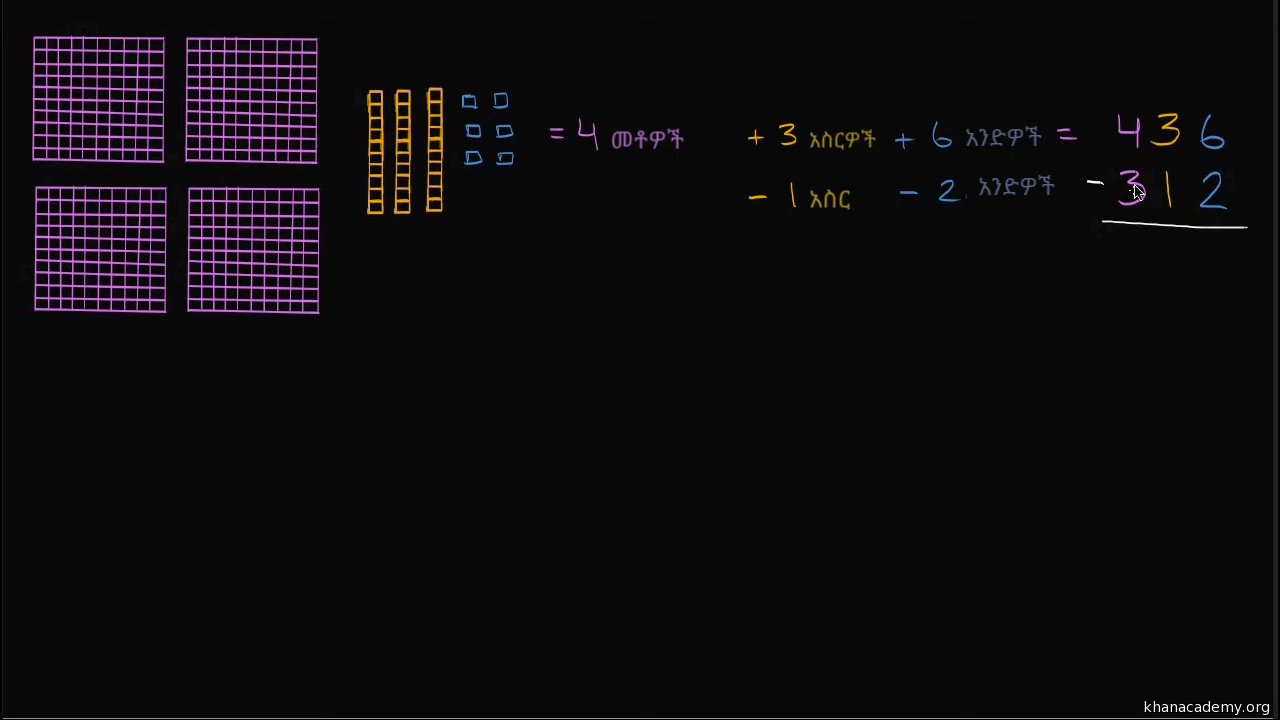 = 4 መቶዎች + 3 አስርዎች + 6 አንድዎች = 436
- 1 አስር - 2 አንድዎች - 312
khanacademy.org